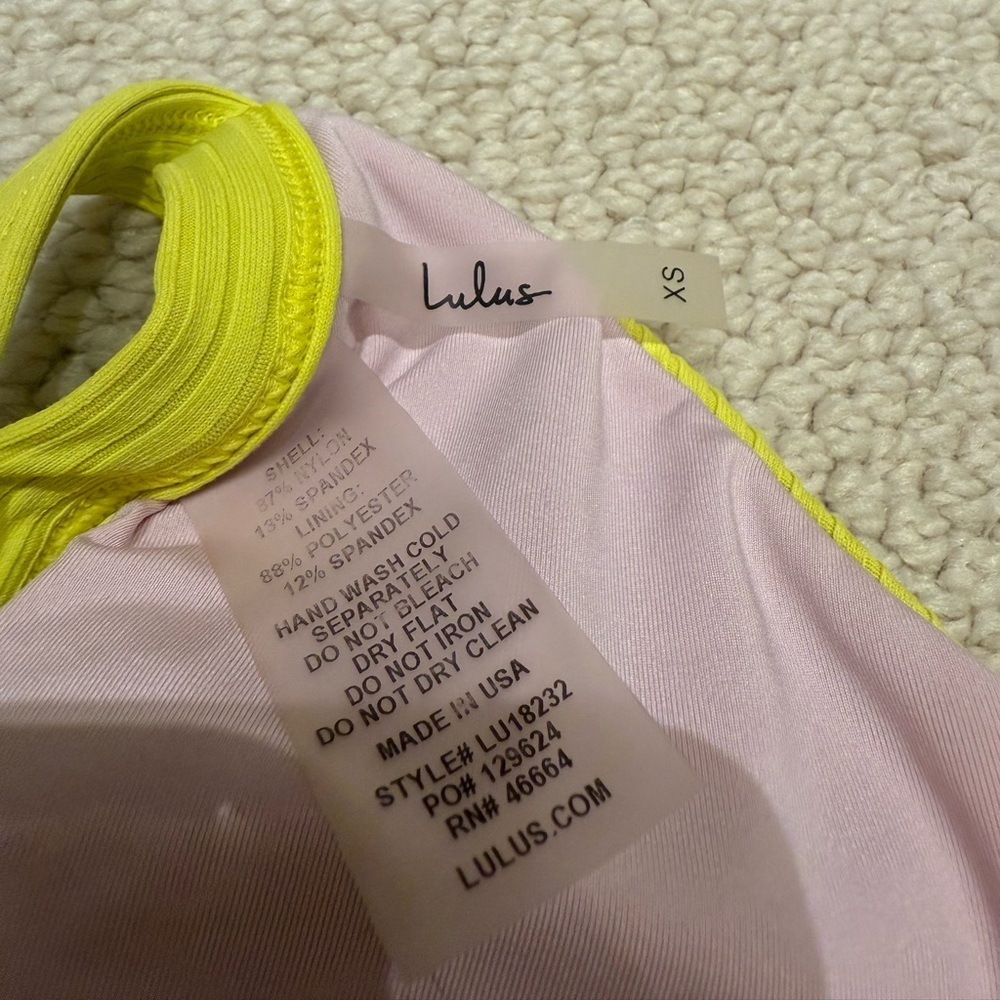 Lulus
XS
SHELL:
87% NYLON
13% SPANDEX
LINING:
88% POLYESTER
12% SPANDEX
HAND WASH COLD
SEPARATELY
DO NOT BLEACH
DRY FLAT
DO NOT IRON
DO NOT DRY CLEAN
MADE IN USA
STYLE# LU18232
PO# 129624
RN# 46664
LULUS.COM